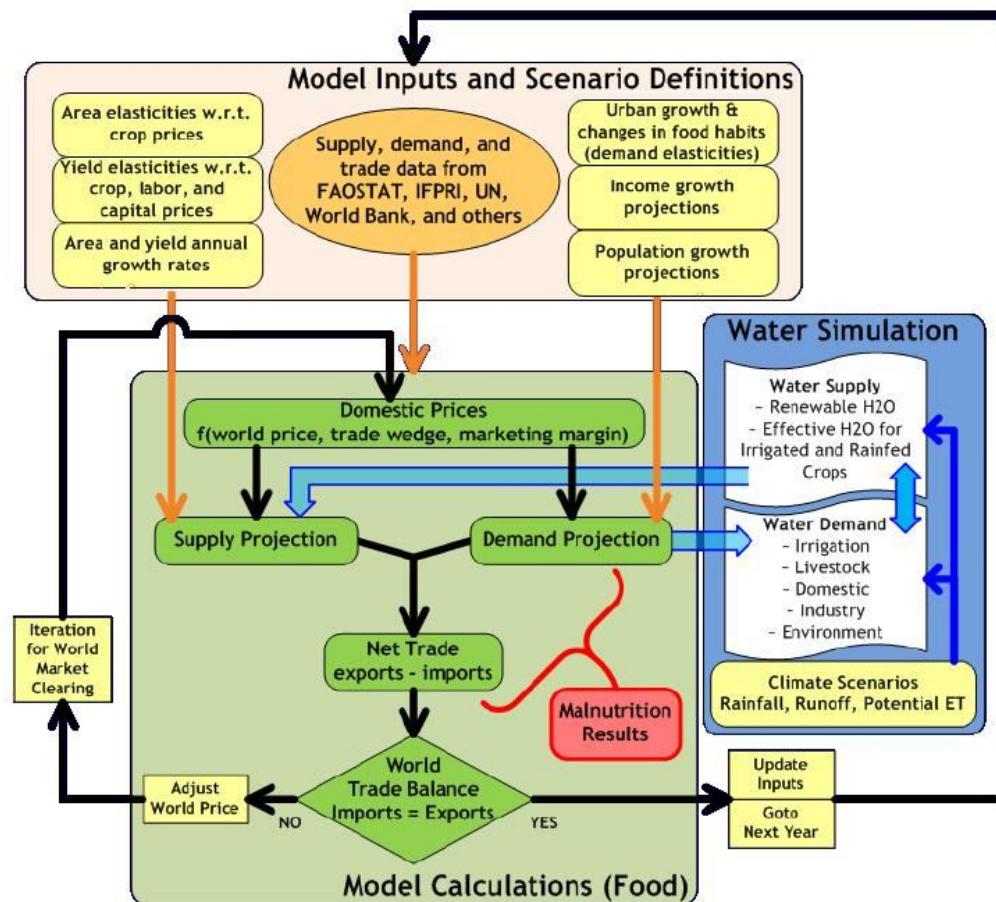 Model Inputs and Scenario Definitions
Area elasticities w.r.t.
crop prices
Yield elasticities w.r.t.
crop, labor, and
capital prices
Area and yield annual
growth rates
Supply, demand, and
trade data from
FAOSTAT, IFPRI, UN,
World Bank, and others
Urban growth &
changes in food habits
(demand elasticities)
Income growth
projections
Population growth
projections
Water Simulation
Water Supply
– Renewable H2O
– Effective H2O for
Irrigated and Rainfed
Crops
Water Demand
– Irrigation
– Livestock
– Domestic
– Industry
– Environment
Climate Scenarios
Rainfall, Runoff, Potential ET
Domestic Prices
f(world price, trade wedge, marketing margin)
Supply Projection
Demand Projection
Net Trade
exports – imports
Malnutrition
Results
World
Trade Balance
Imports = Exports
NO
YES
Iteration
for World
Market
Clearing
Adjust
World Price
Update
Inputs
Goto
Next Year
Model Calculations (Food)